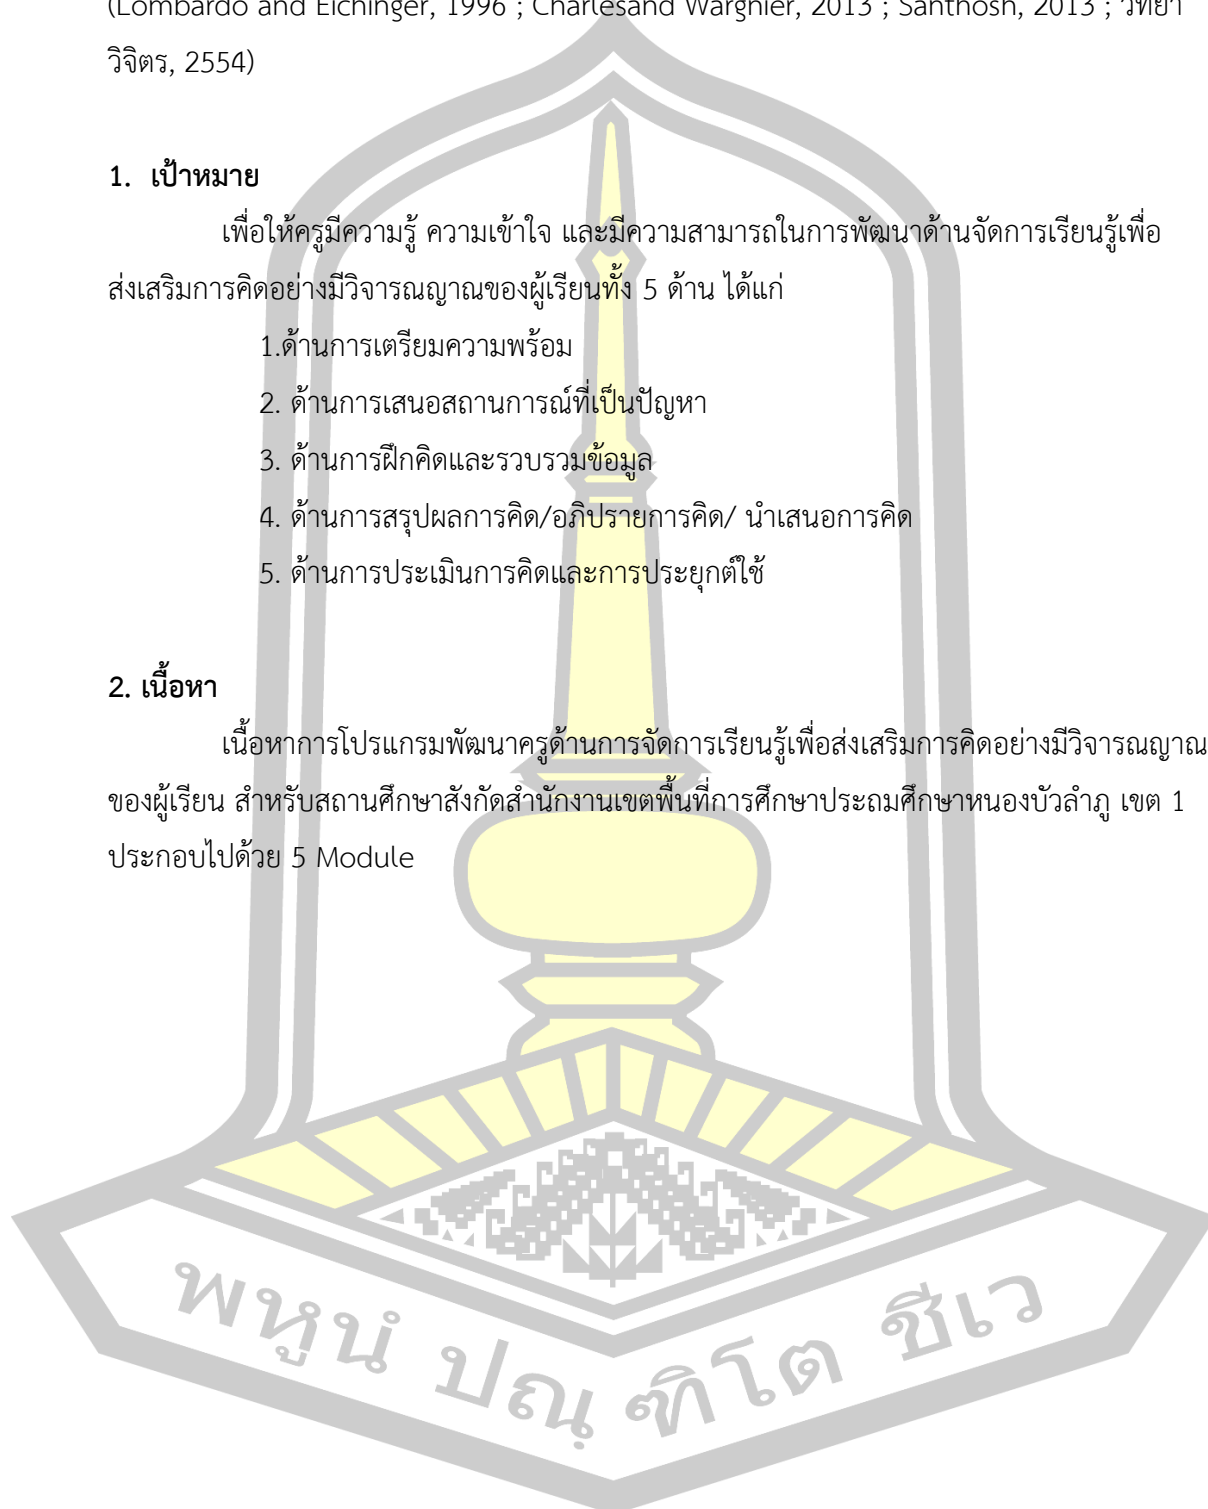 (Lombardo and Eichinger, 1996 ; Charlesand Warghier, 2013 ; Santhosh, 2013 ; วิทยา
วิจิตร, 2554)
1. เป้าหมาย
เพื่อให้ครูมีความรู้ ความเข้าใจ และมีความสามารถในการพัฒนาด้านจัดการเรียนรู้เพื่อ
ส่งเสริมการคิดอย่างมีวิจารณญาณของผู้เรียนทั้ง 5 ด้าน ได้แก่
1.ด้านการเตรียมความพร้อม
2. ด้านการเสนอสถานการณ์ที่เป็นปัญหา
3. ด้านการฝึกคิดและรวบรวมข้อมูล
4. ด้านการสรุปผลการคิด/อภิปรายการคิด/ นำเสนอการคิด
5. ด้านการประเมินการคิดและการประยุกต์ใช้
2. เนื้อหา
เนื้อหาการโปรแกรมพัฒนาครูด้านการจัดการเรียนรู้เพื่อส่งเสริมการคิดอย่างมีวิจารณญาณ
ของผู้เรียน สำหรับสถานศึกษาสังกัดสำนักงานเขตพื้นที่การศึกษาประถมศึกษาหนองบัวลำภู เขต 1
ประกอบไปด้วย 5 Module
พหูนํ ปณฺฑิโต ชีเว